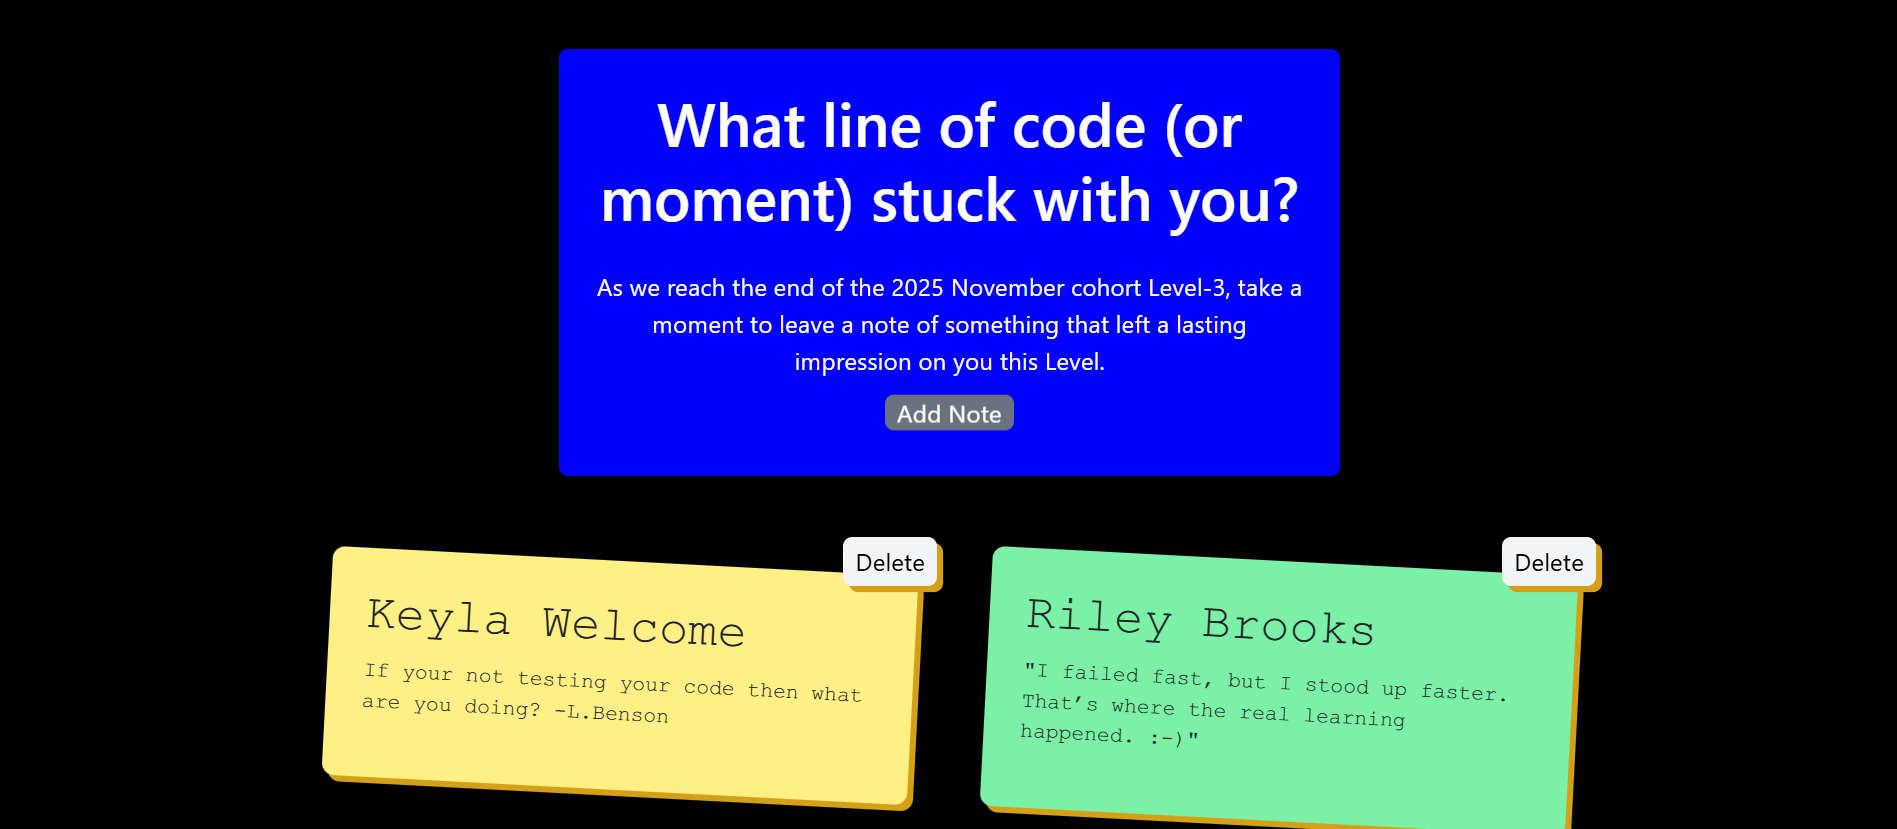 What line of code (or
moment) stuck with you?
As we reach the end of the 2025 November cohort Level-3, take a
moment to leave a note of something that left a lasting
impression on you this Level.
Add Note
Delete
Keyla Welcome
If your not testing your code then what
are you doing? -L.Benson
Delete
Riley Brooks
"I failed fast, but I stood up faster.
That’s where the real learning
happened. :-)"